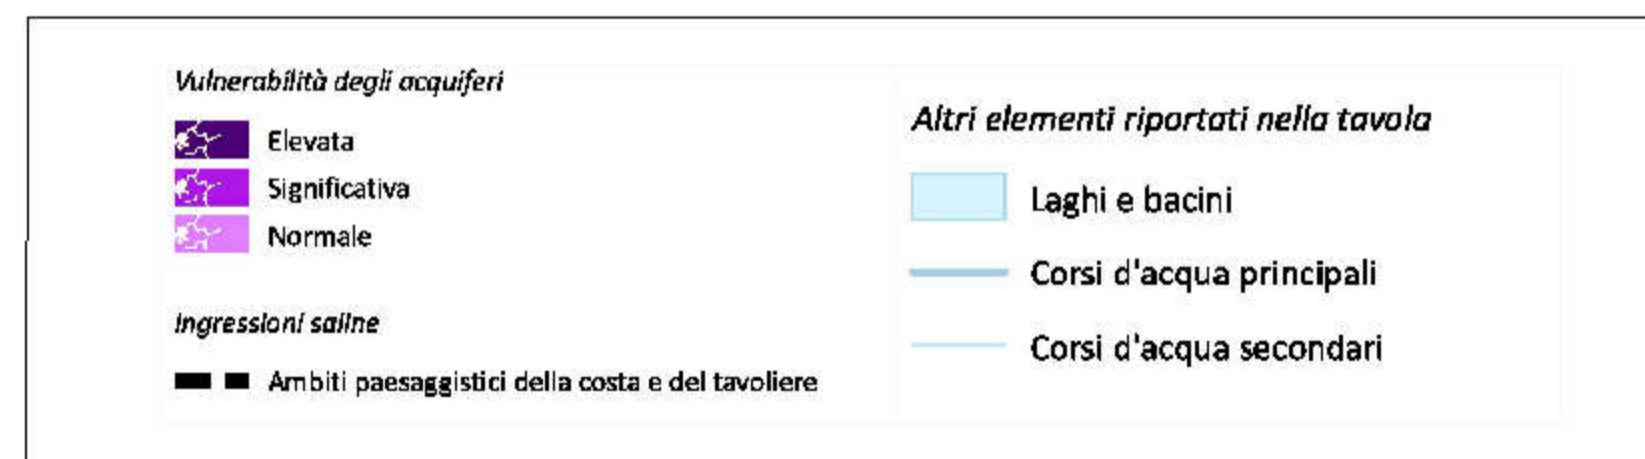 Vulnerabilità degli acquiferi
Elevata
Significativa
Normale
Ingressioni saline
Ambiti paesaggistici della costa e del tavoliere
Altri elementi riportati nella tavola
Laghi e bacini
Corsi d'acqua principali
Corsi d'acqua secondari